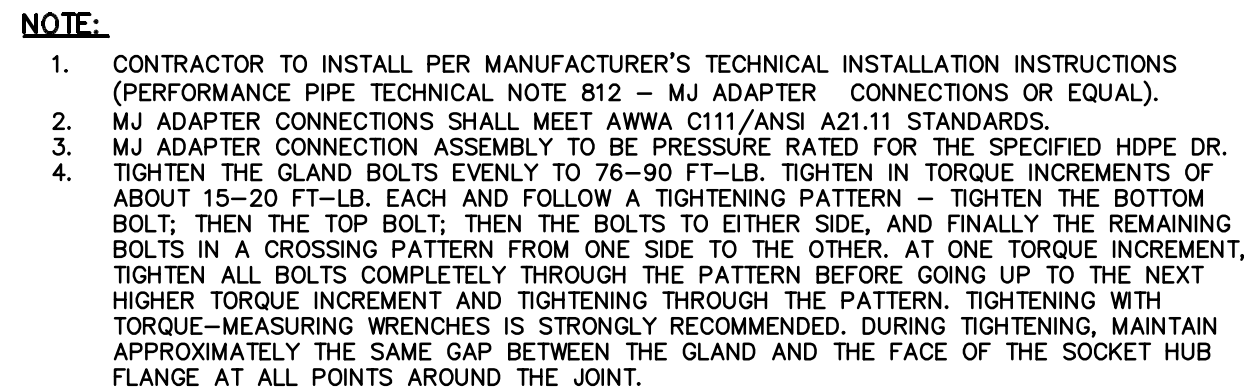 NOTE:
1. CONTRACTOR TO INSTALL PER MANUFACTURER'S TECHNICAL INSTALLATION INSTRUCTIONS
(PERFORMANCE PIPE TECHNICAL NOTE 812 – MJ ADAPTER CONNECTIONS OR EQUAL).
2. MJ ADAPTER CONNECTIONS SHALL MEET AWWA C111/ANSI A21.11 STANDARDS.
3. MJ ADAPTER CONNECTION ASSEMBLY TO BE PRESSURE RATED FOR THE SPECIFIED HDPE DR.
4. TIGHTEN THE GLAND BOLTS EVENLY TO 76–90 FT–LB. TIGHTEN IN TORQUE INCREMENTS OF
ABOUT 15–20 FT–LB. EACH AND FOLLOW A TIGHTENING PATTERN – TIGHTEN THE BOTTOM
BOLT; THEN THE TOP BOLT; THEN THE BOLTS TO EITHER SIDE, AND FINALLY THE REMAINING
BOLTS IN A CROSSING PATTERN FROM ONE SIDE TO THE OTHER. AT ONE TORQUE INCREMENT,
TIGHTEN ALL BOLTS COMPLETELY THROUGH THE PATTERN BEFORE GOING UP TO THE NEXT
HIGHER TORQUE INCREMENT AND TIGHTENING THROUGH THE PATTERN. TIGHTENING WITH
TORQUE–MEASURING WRENCHES IS STRONGLY RECOMMENDED. DURING TIGHTENING, MAINTAIN
APPROXIMATELY THE SAME GAP BETWEEN THE GLAND AND THE FACE OF THE SOCKET HUB
FLANGE AT ALL POINTS AROUND THE JOINT.